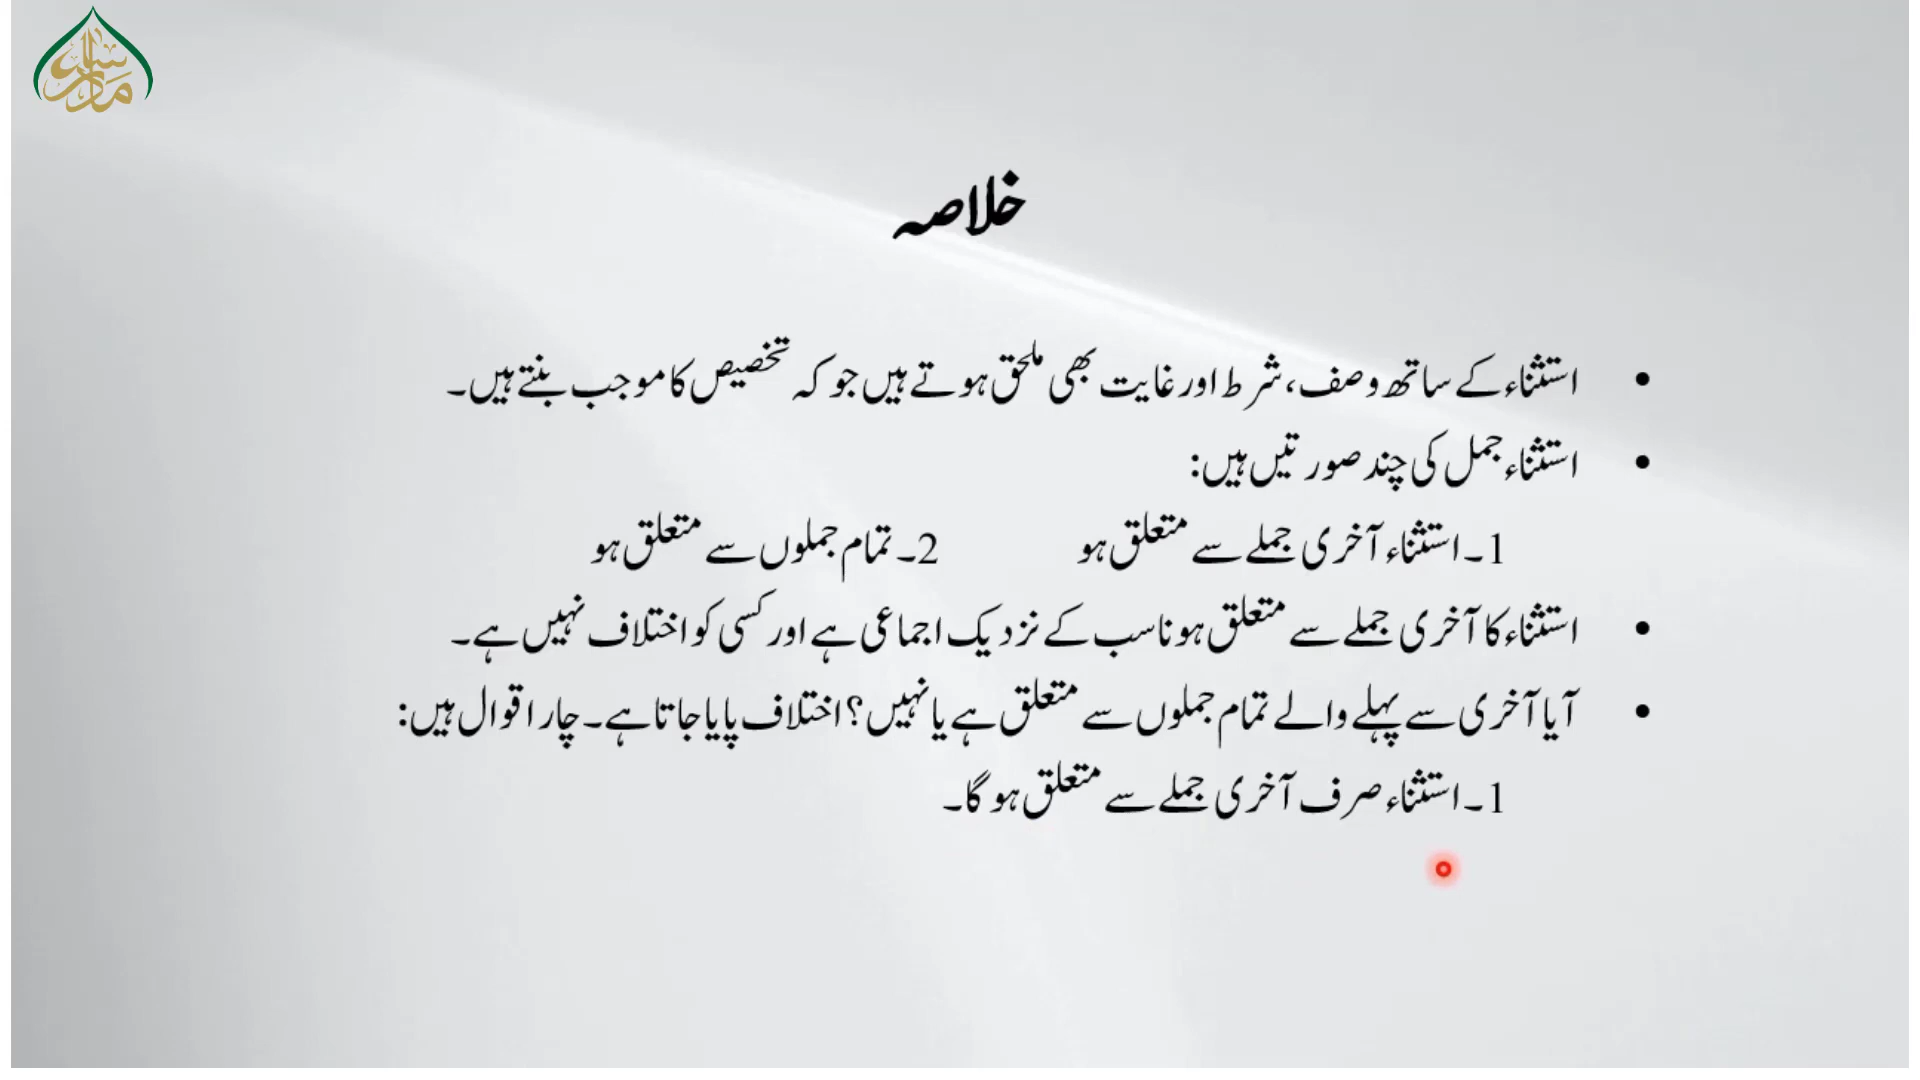 مدارس
خلاصہ
• استثناء کے ساتھ وصف، شرط اور غایت بھی ملحق ہوتے ہیں جو کہ تخصیص کا موجب بنتے ہیں۔
• استثناء جمل کی چند صورتیں ہیں:
1۔ استثناء آخری جملے سے متعلق ہو 2۔ تمام جملوں سے متعلق ہو
• استثناء کا آخری جملے سے متعلق ہونا سب کے نزدیک اجماعی ہے اور کسی کو اختلاف نہیں ہے۔
• آیا آخری سے پہلے والے تمام جملوں سے متعلق ہے یا نہیں؟ اختلاف پایا جاتا ہے۔ چار اقوال ہیں:
1۔ استثناء صرف آخری جملے سے متعلق ہو گا۔